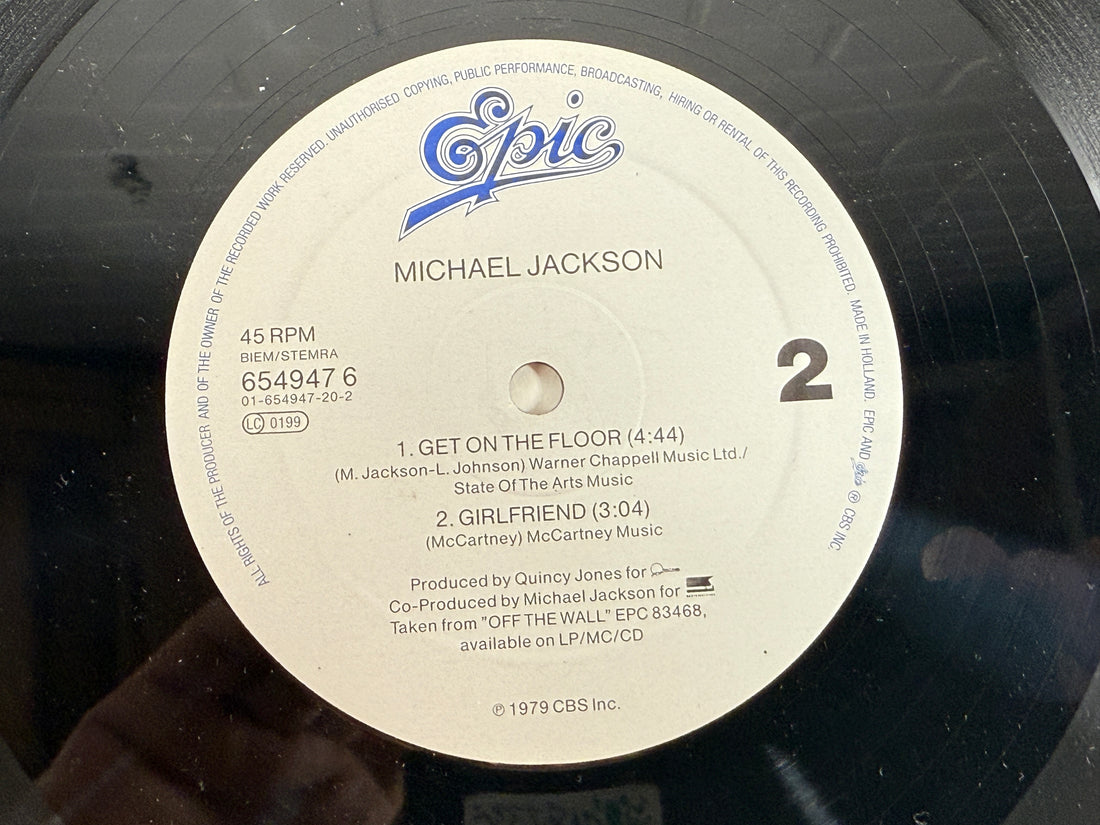 ALL RIGHTS OF THE PRODUCER AND OF THE OWNER OF THE RECORDED WORK RESERVED. UNAUTHORISED COPYING, PUBLIC PERFORMANCE, BROADCASTING, HIRING OR RENTAL OF THIS RECORDING PROHIBITED. MADE IN HOLLAND. EPIC AND Epic ℗ CBS INC.
Epic
MICHAEL JACKSON
45 RPM
BIEM/STEMRA
654947 6
01-654947-20-2
LC 0199
2
1. GET ON THE FLOOR (4:44)
(M. Jackson-L. Johnson) Warner Chappell Music Ltd./
State Of The Arts Music
2. GIRLFRIEND (3:04)
(McCartney) McCartney Music
Produced by Quincy Jones for
Co-Produced by Michael Jackson for
Taken from "OFF THE WALL" EPC 83468,
available on LP/MC/CD
℗ 1979 CBS Inc.